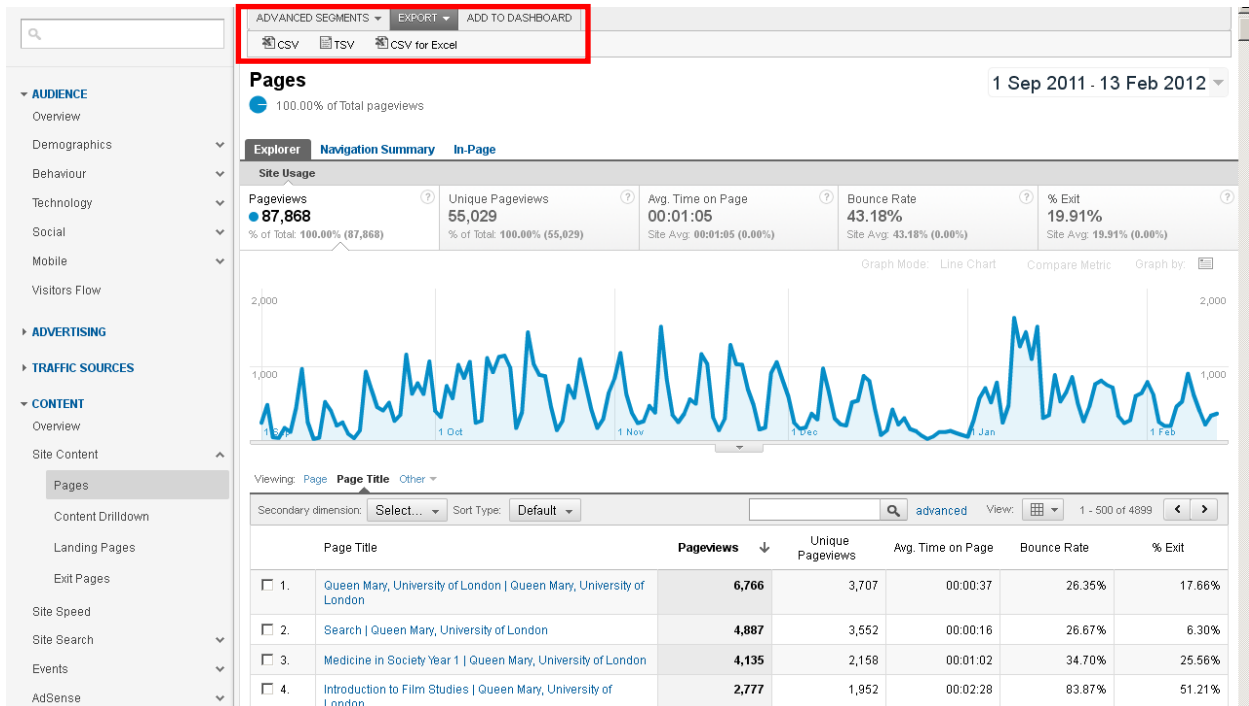 ADVANCED SEGMENTS EXPORT ADD TO DASHBOARD
CSV TSV CSV for Excel
Pages
1 Sep 2011 - 13 Feb 2012
100.00% of Total pageviews
AUDIENCE
Overview
Demographics
Behaviour
Technology
Social
Mobile
Visitors Flow
ADVERTISING
TRAFFIC SOURCES
CONTENT
Overview
Site Content
Pages
Content Drilldown
Landing Pages
Exit Pages
Site Speed
Site Search
Events
AdSense
Explorer Navigation Summary In-Page
Site Usage
Pageviews ?
87,868
% of Total: 100.00% (87,868)
Unique Pageviews ?
55,029
% of Total: 100.00% (55,029)
Avg. Time on Page ?
00:01:05
Site Avg: 00:01:05 (0.00%)
Bounce Rate ?
43.18%
Site Avg: 43.18% (0.00%)
% Exit ?
19.91%
Site Avg: 19.91% (0.00%)
Graph Mode: Line Chart Compare Metric Graph by:
2,000 2,000
1,000 1,000
1 Sep 1 Oct 1 Nov 1 Dec 1 Jan 1 Feb
Viewing: Page Page Title Other
Secondary dimension: Select... Sort Type: Default advanced View: 1 - 500 of 4899
Page Title Pageviews Unique Pageviews Avg. Time on Page Bounce Rate % Exit
1. Queen Mary, University of London | Queen Mary, University of 6,766 3,707 00:00:37 26.35% 17.66%
London
2. Search | Queen Mary, University of London 4,887 3,552 00:00:16 26.67% 6.30%
3. Medicine in Society Year 1 | Queen Mary, University of London 4,135 2,158 00:01:02 34.70% 25.56%
4. Introduction to Film Studies | Queen Mary, University of 2,777 1,952 00:02:28 83.87% 51.21%
London